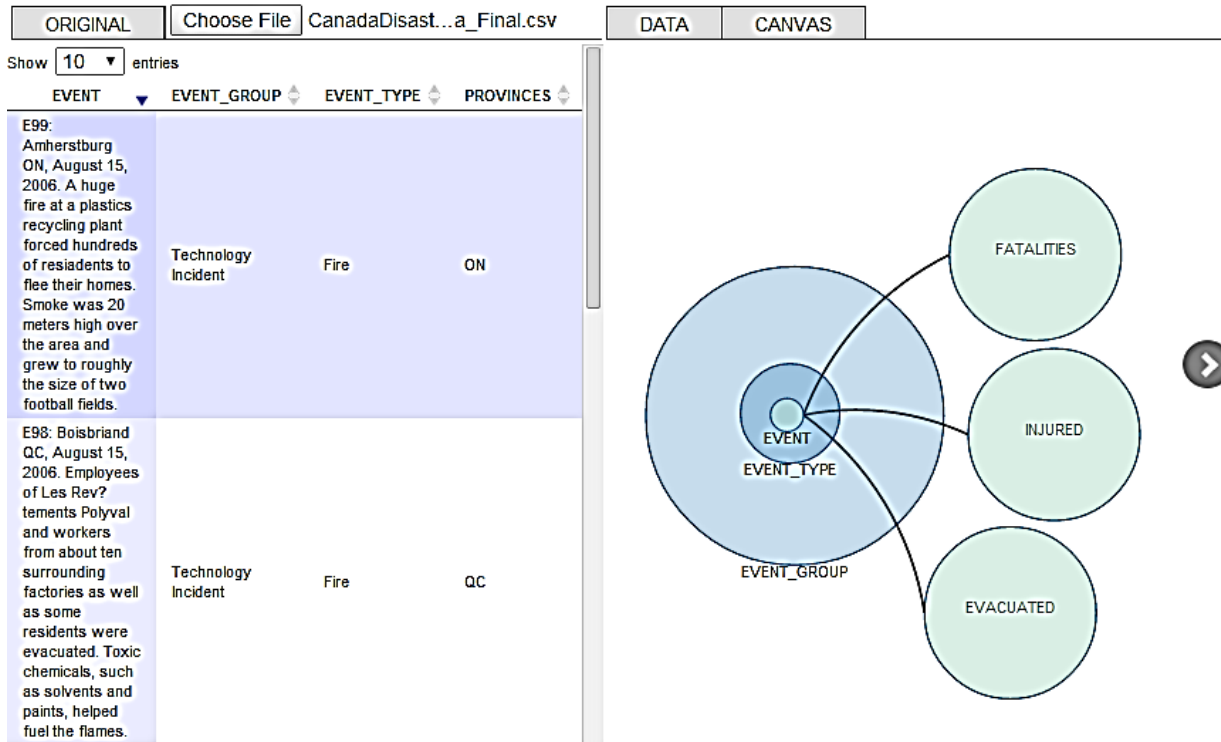 ORIGINAL
Choose File
CanadaDisast...a_Final.csv
DATA
CANVAS
Show 10 ▼ entries
EVENT
EVENT_GROUP
EVENT_TYPE
PROVINCES
E99:
Amherstburg
ON, August 15,
2006. A huge
fire at a plastics
recycling plant
forced hundreds
of resiadents to
flee their homes.
Smoke was 20
meters high over
the area and
grew to roughly
the size of two
football fields.
Technology
Incident
Fire
ON
E98: Boisbriand
QC, August 15,
2006. Employees
of Les Rev?
tements Polyval
and workers
from about ten
surrounding
factories as well
as some
residents were
evacuated. Toxic
chemicals, such
as solvents and
paints, helped
fuel the flames.
Technology
Incident
Fire
QC
FATALITIES
INJURED
EVACUATED
EVENT
EVENT_TYPE
EVENT_GROUP